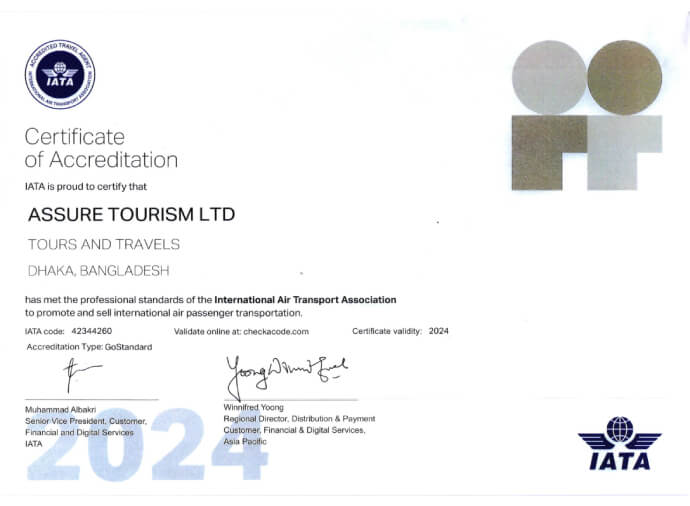 ACCREDITED TRAVEL AGENT
IATA
INTERNATIONAL AIR TRANSPORT ASSOCIATION
Certificate
of Accreditation
IATA is proud to certify that
ASSURE TOURISM LTD
TOURS AND TRAVELS
DHAKA, BANGLADESH
has met the professional standards of the International Air Transport Association
to promote and sell international air passenger transportation.
IATA code: 42344260 Validate online at: checkacode.com Certificate validity: 2024
Accreditation Type: GoStandard
Muhammad Albakri
Senior Vice President, Customer,
Financial and Digital Services
IATA
Winnifred Yoong
Regional Director, Distribution & Payment
Customer, Financial & Digital Services,
Asia Pacific
2024
IATA